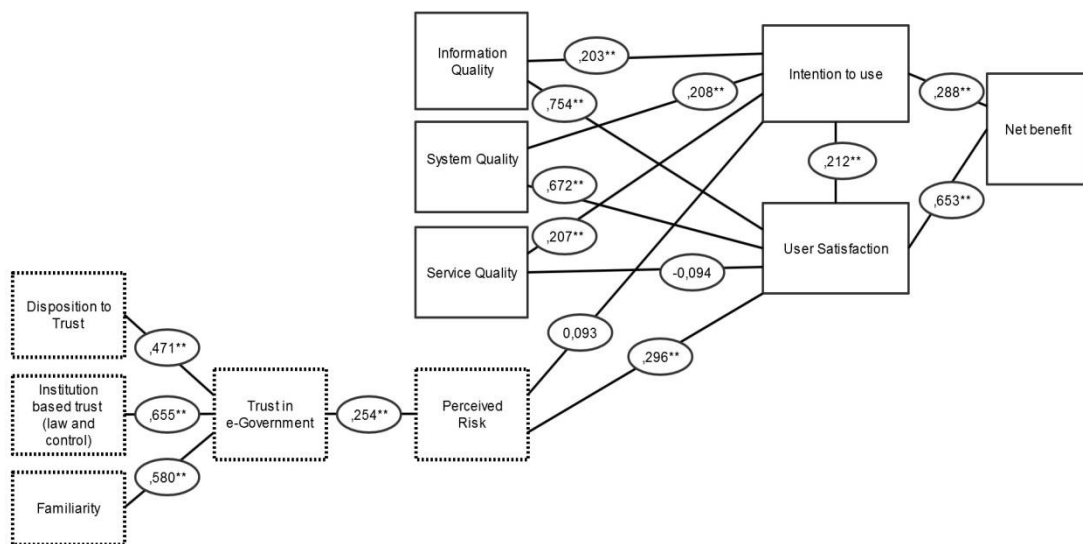 Information
Quality
,203**
Intention to use
,288**
Net benefit
,208**
,754**
System Quality
,212**
,672**
,653**
,207**
User Satisfaction
Service Quality
-0,094
Disposition to
Trust
0,093
,471**
,296**
Institution
based trust
(law and
control)
,655**
Trust in
e-Government
,254**
Perceived
Risk
,580**
Familiarity